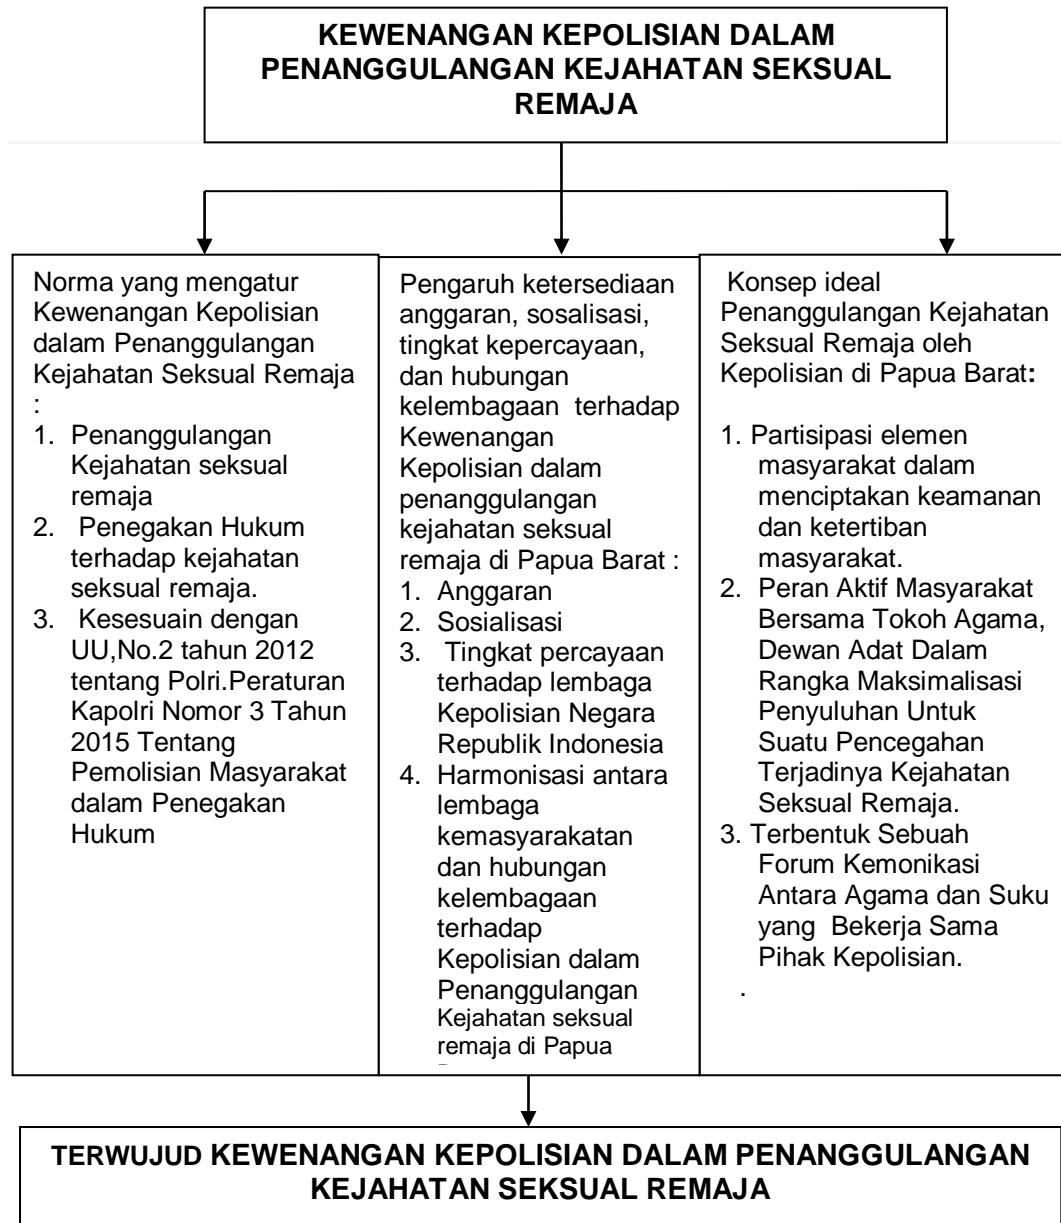 KEWENANGAN KEPOLISIAN DALAM
PENANGGULANGAN KEJAHATAN SEKSUAL
REMAJA
Norma yang mengatur
Kewenangan Kepolisian
dalam Penanggulangan
Kejahatan Seksual Remaja
:
1. Penanggulangan
Kejahatan seksual
remaja
2. Penegakan Hukum
terhadap kejahatan
seksual remaja.
3. Kesesuain dengan
UU,No.2 tahun 2012
tentang Polri.Peraturan
Kapolri Nomor 3 Tahun
2015 Tentang
Pemolisian Masyarakat
dalam Penegakan
Hukum
Pengaruh ketersediaan
anggaran, sosalisasi,
tingkat kepercayaan,
dan hubungan
kelembagaan terhadap
Kewenangan
Kepolisian dalam
penanggulangan
kejahatan seksual
remaja di Papua Barat :
1. Anggaran
2. Sosialisasi
3. Tingkat percayaan
terhadap lembaga
Kepolisian Negara
Republik Indonesia
4. Harmonisasi antara
lembaga
kemasyarakatan
dan hubungan
kelembagaan
terhadap
Kepolisian dalam
Penanggulangan
Kejahatan seksual
remaja di Papua
Konsep ideal
Penanggulangan Kejahatan
Seksual Remaja oleh
Kepolisian di Papua Barat:
1. Partisipasi elemen
masyarakat dalam
menciptakan keamanan
dan ketertiban
masyarakat.
2. Peran Aktif Masyarakat
Bersama Tokoh Agama,
Dewan Adat Dalam
Rangka Maksimalisasi
Penyuluhan Untuk
Suatu Pencegahan
Terjadinya Kejahatan
Seksual Remaja.
3. Terbentuk Sebuah
Forum Kemonikasi
Antara Agama dan Suku
yang Bekerja Sama
Pihak Kepolisian.
.
TERWUJUD KEWENANGAN KEPOLISIAN DALAM PENANGGULANGAN
KEJAHATAN SEKSUAL REMAJA